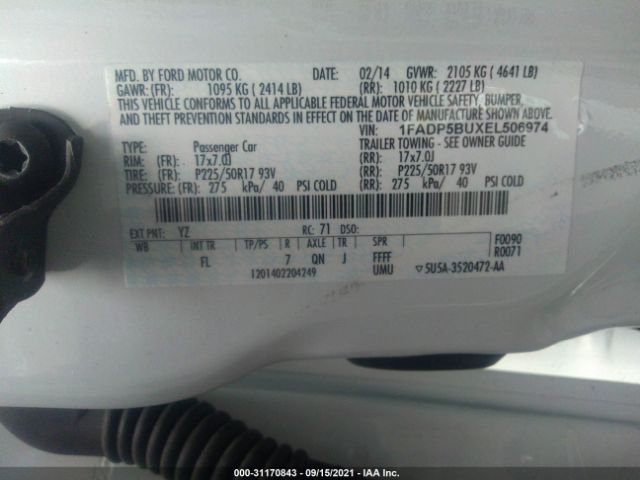 MFD. BY FORD MOTOR CO. DATE: 02/14 GVWR: 2105 KG ( 4641 LB)
GAWR: (FR): 1095 KG ( 2414 LB) (RR): 1010 KG ( 2227 LB)
THIS VEHICLE CONFORMS TO ALL APPLICABLE FEDERAL MOTOR VEHICLE SAFETY, BUMPER,
AND THEFT PREVENTION STANDARDS IN EFFECT ON THE DATE OF MANUFACTURE SHOWN ABOVE.
VIN: 1FADP5BUXEL506974
TYPE: Passenger Car TRAILER TOWING - SEE OWNER GUIDE
RIM: (FR): 17x7.0J (RR): 17x7.0J
TIRE: (FR): P225/50R17 93V (RR): P225/50R17 93V
PRESSURE: (FR): 275 kPa/ 40 PSI COLD (RR): 275 kPa/ 40 PSI COLD
EXT PNT: YZ RC: 71 DSO: F0090
WB INT TR TP/PS R AXLE TR SPR R0071
FL 7 QN J FFFF
1201402204249 UMU ▽5U5A-3520472-AA
000-31170843 - 09/15/2021 - IAA Inc.